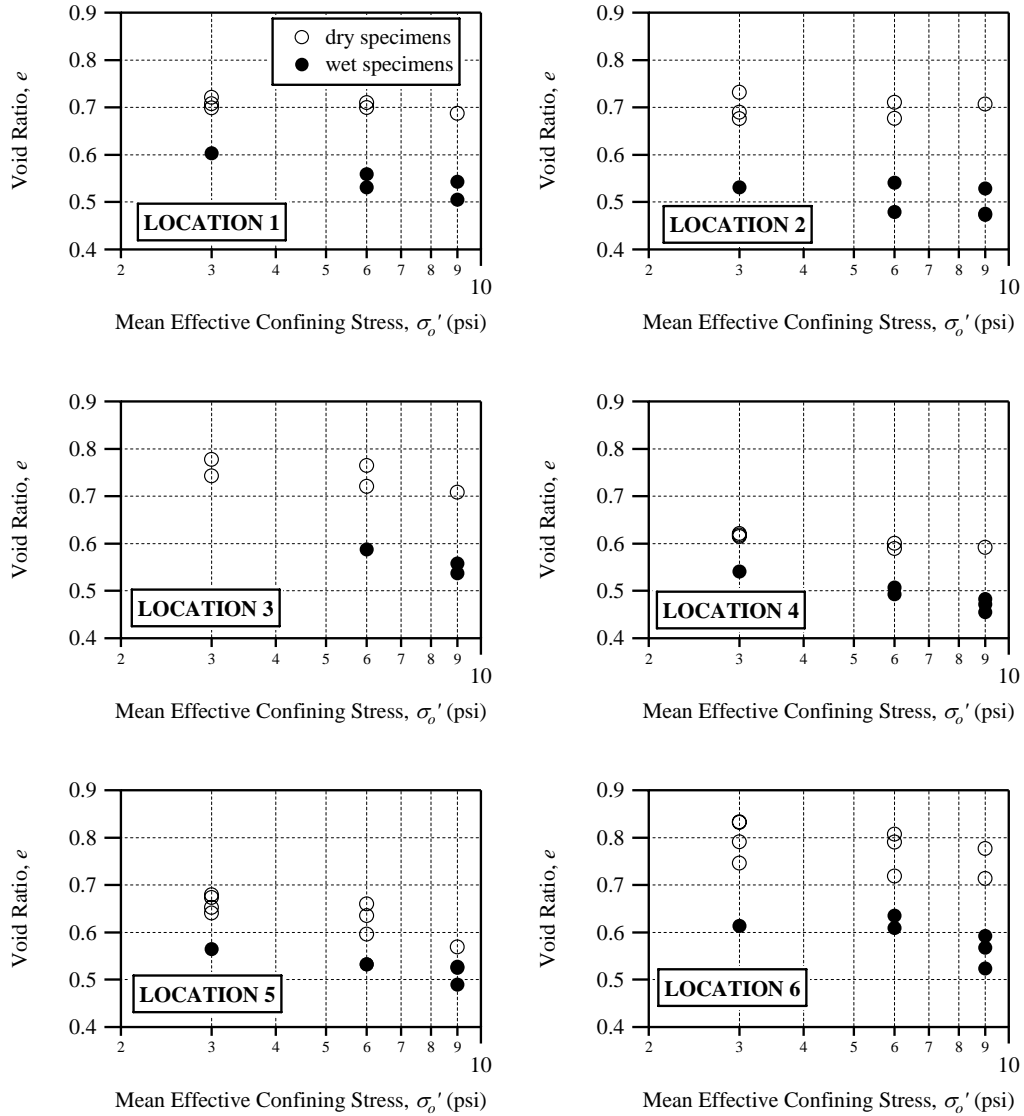 0.9
0.8
0.7
0.6
0.5
0.4
Void Ratio, e
dry specimens
wet specimens
LOCATION 1
2 3 4 5 6 7 8 9
10
Mean Effective Confining Stress, σo' (psi)
0.9
0.8
0.7
0.6
0.5
0.4
Void Ratio, e
LOCATION 2
2 3 4 5 6 7 8 9
10
Mean Effective Confining Stress, σo' (psi)
0.9
0.8
0.7
0.6
0.5
0.4
Void Ratio, e
LOCATION 3
2 3 4 5 6 7 8 9
10
Mean Effective Confining Stress, σo' (psi)
0.9
0.8
0.7
0.6
0.5
0.4
Void Ratio, e
LOCATION 4
2 3 4 5 6 7 8 9
10
Mean Effective Confining Stress, σo' (psi)
0.9
0.8
0.7
0.6
0.5
0.4
Void Ratio, e
LOCATION 5
2 3 4 5 6 7 8 9
10
Mean Effective Confining Stress, σo' (psi)
0.9
0.8
0.7
0.6
0.5
0.4
Void Ratio, e
LOCATION 6
2 3 4 5 6 7 8 9
10
Mean Effective Confining Stress, σo' (psi)